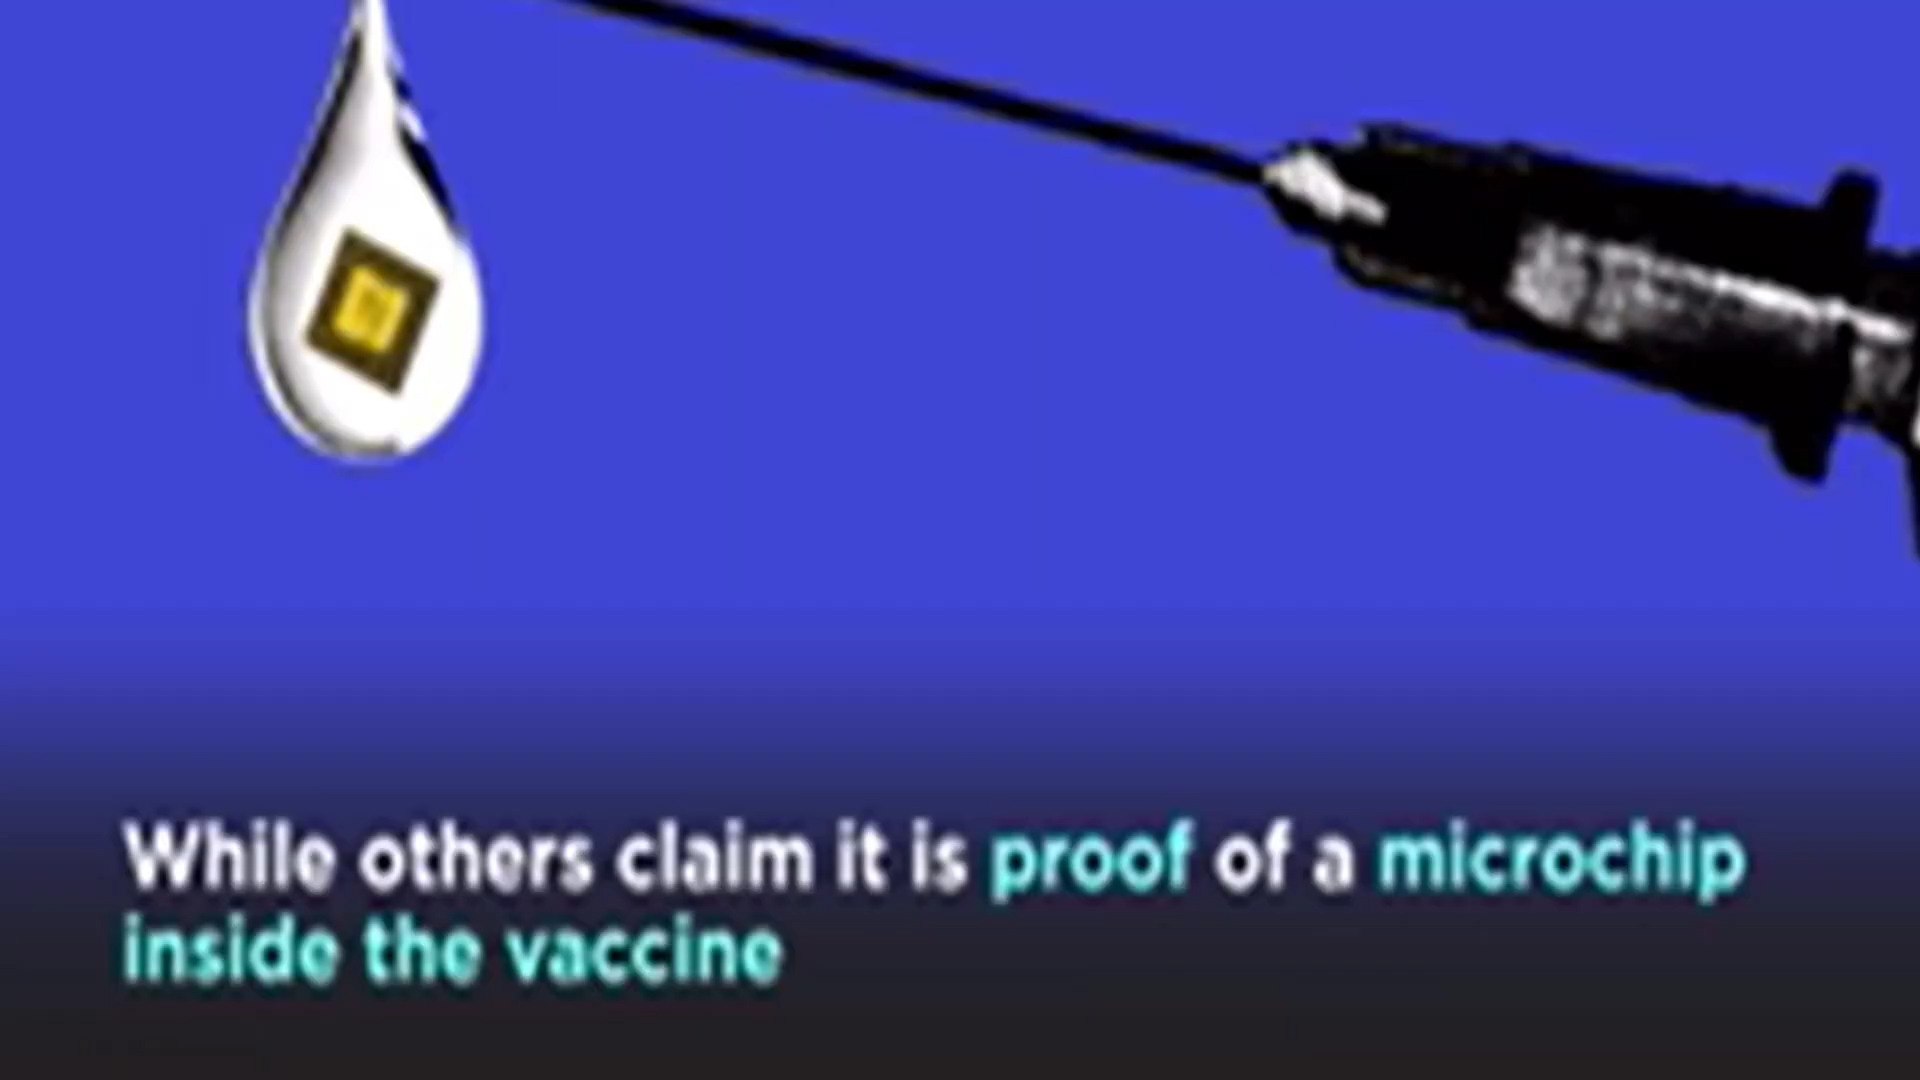 While others claim it is proof of a microchip
inside the vaccine